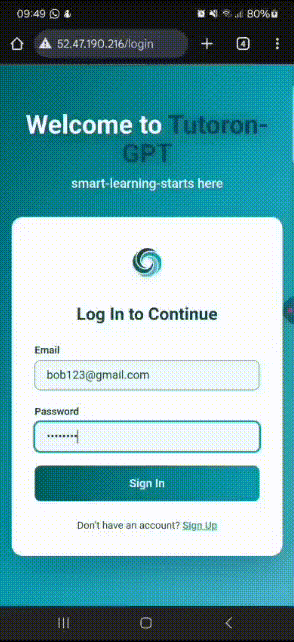 09:49 80%
52.47.190.216/login 4
Welcome to Tutoron-
GPT
smart-learning-starts here
Log In to Continue
Email
bob123@gmail.com
Password
••••••••
Sign In
Don't have an account? Sign Up